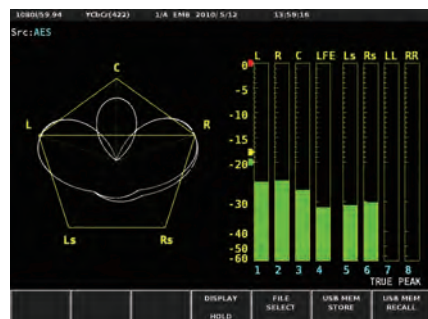 1080i/59.94 YCbCr(422) 1/A EMB 2010/ 5/12 13:59:16
Src:AES
C
L R
Ls Rs
L R C LFE Ls Rs LL RR
0
-5
-10
-15
-20
-30
-40
-50
-60
1 2 3 4 5 6 7 8
TRUE PEAK
DISPLAY FILE USB MEM USB MEM
HOLD SELECT STORE RECALL